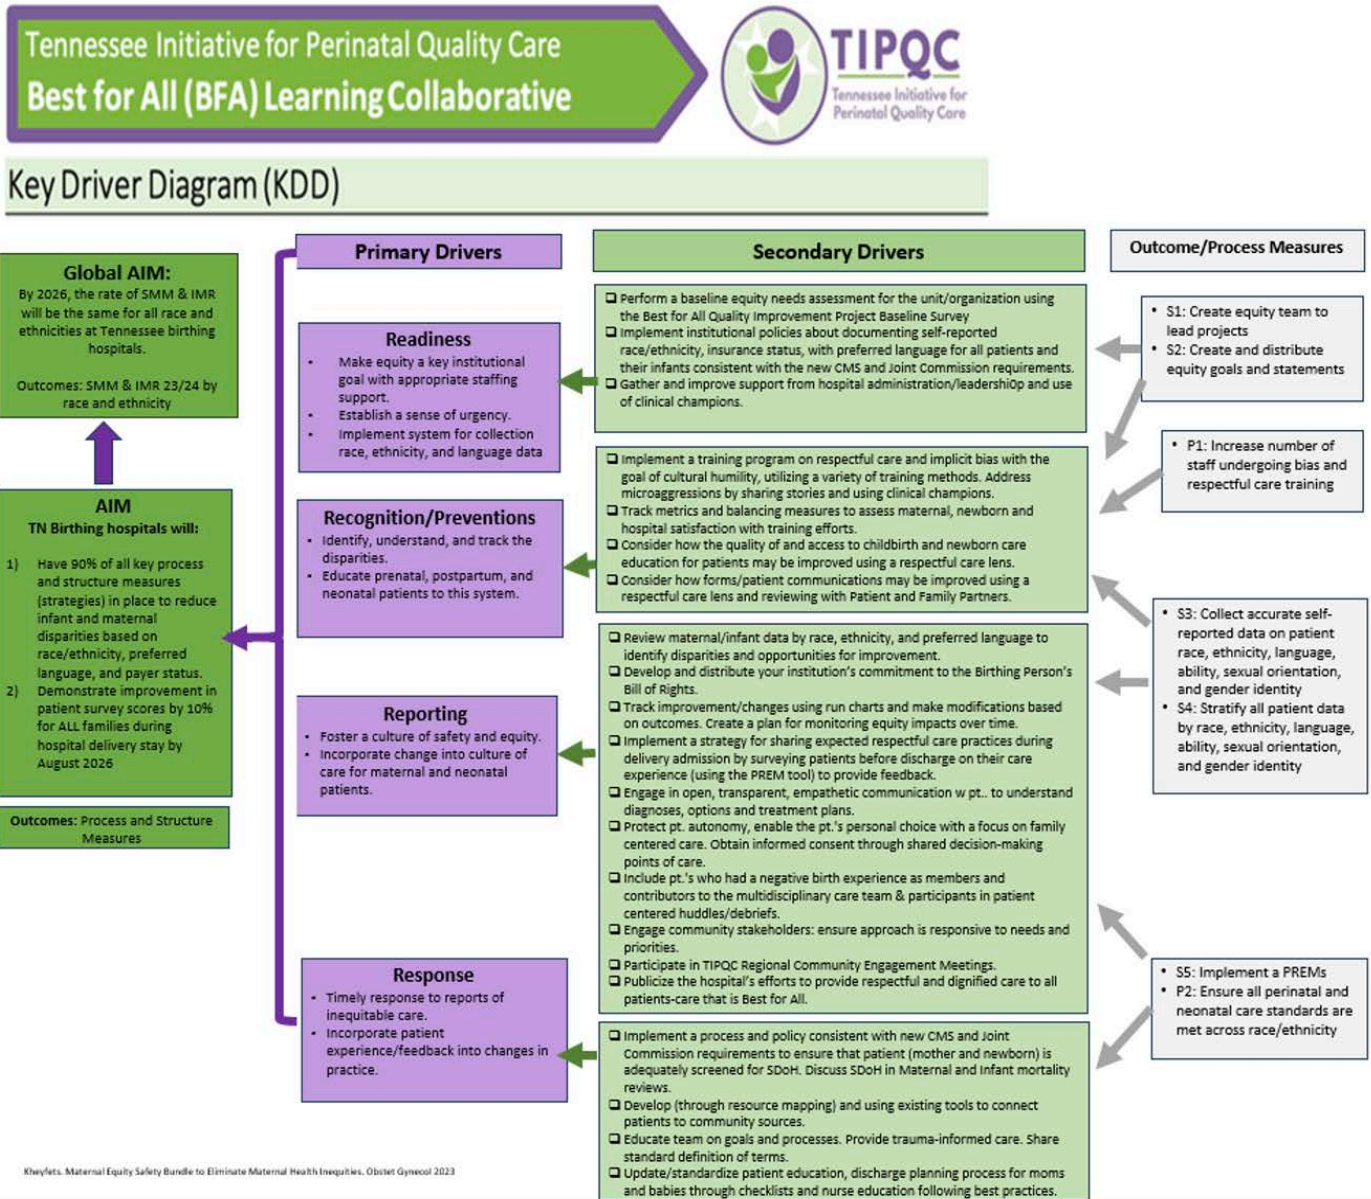 Tennessee Initiative for Perinatal Quality Care
Best for All (BFA) Learning Collaborative
TIPQC
Tennessee Initiative for
Perinatal Quality Care
Key Driver Diagram (KDD)
Global AIM:
By 2026, the rate of SMM & IMR
will be the same for all race and
ethnicities at Tennessee birthing
hospitals.
Outcomes: SMM & IMR 23/24 by
race and ethnicity
AIM
TN Birthing hospitals will:
1) Have 90% of all key process
and structure measures
(strategies) in place to reduce
infant and maternal
disparities based on
race/ethnicity, preferred
language, and payer status.
2) Demonstrate improvement in
patient survey scores by 10%
for ALL families during
hospital delivery stay by
August 2026
Outcomes: Process and Structure
Measures
Primary Drivers
Readiness
• Make equity a key institutional
goal with appropriate staffing
support.
• Establish a sense of urgency.
• Implement system for collection
race, ethnicity, and language data
Recognition/Preventions
• Identify, understand, and track the
disparities.
• Educate prenatal, postpartum, and
neonatal patients to this system.
Reporting
• Foster a culture of safety and equity.
• Incorporate change into culture of
care for maternal and neonatal
patients.
Response
• Timely response to reports of
inequitable care.
• Incorporate patient
experience/feedback into changes in
practice.
Secondary Drivers
❑ Perform a baseline equity needs assessment for the unit/organization using
the Best for All Quality Improvement Project Baseline Survey
❑ Implement institutional policies about documenting self-reported
race/ethnicity, insurance status, with preferred language for all patients and
their infants consistent with the new CMS and Joint Commission requirements.
❑ Gather and improve support from hospital administration/leadershi0p and use
of clinical champions.
❑ Implement a training program on respectful care and implicit bias with the
goal of cultural humility, utilizing a variety of training methods. Address
microaggressions by sharing stories and using clinical champions.
❑ Track metrics and balancing measures to assess maternal, newborn and
hospital satisfaction with training efforts.
❑ Consider how the quality of and access to childbirth and newborn care
education for patients may be improved using a respectful care lens.
❑ Consider how forms/patient communications may be improved using a
respectful care lens and reviewing with Patient and Family Partners.
❑ Review maternal/infant data by race, ethnicity, and preferred language to
identify disparities and opportunities for improvement.
❑ Develop and distribute your institution's commitment to the Birthing Person's
Bill of Rights.
❑ Track improvement/changes using run charts and make modifications based
on outcomes. Create a plan for monitoring equity impacts over time.
❑ Implement a strategy for sharing expected respectful care practices during
delivery admission by surveying patients before discharge on their care
experience (using the PREM tool) to provide feedback.
❑ Engage in open, transparent, empathetic communication w pt.. to understand
diagnoses, options and treatment plans.
❑ Protect pt. autonomy, enable the pt.'s personal choice with a focus on family
centered care. Obtain informed consent through shared decision-making
points of care.
❑ Include pt.'s who had a negative birth experience as members and
contributors to the multidisciplinary care team & participants in patient
centered huddles/debriefs.
❑ Engage community stakeholders: ensure approach is responsive to needs and
priorities.
❑ Participate in TIPQC Regional Community Engagement Meetings.
❑ Publicize the hospital's efforts to provide respectful and dignified care to all
patients-care that is Best for All.
❑ Implement a process and policy consistent with new CMS and Joint
Commission requirements to ensure that patient (mother and newborn) is
adequately screened for SDoH. Discuss SDoH in Maternal and Infant mortality
reviews.
❑ Develop (through resource mapping) and using existing tools to connect
patients to community sources.
❑ Educate team on goals and processes. Provide trauma-informed care. Share
standard definition of terms.
❑ Update/standardize patient education, discharge planning process for moms
and babies through checklists and nurse education following best practices.
Outcome/Process Measures
• S1: Create equity team to
lead projects
• S2: Create and distribute
equity goals and statements
• P1: Increase number of
staff undergoing bias and
respectful care training
• S3: Collect accurate self-
reported data on patient
race, ethnicity, language,
ability, sexual orientation,
and gender identity
• S4: Stratify all patient data
by race, ethnicity, language,
ability, sexual orientation,
and gender identity
• S5: Implement a PREMs
• P2: Ensure all perinatal and
neonatal care standards are
met across race/ethnicity
Kheyfets. Maternal Equity Safety Bundle to Eliminate Maternal Health Inequities. Obstet Gynecol 2023